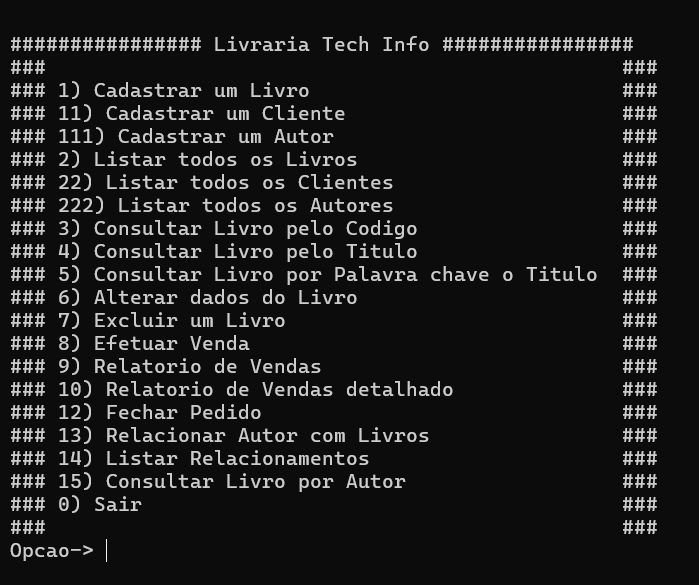 ################ Livraria Tech Info ################
### ###
### 1) Cadastrar um Livro ###
### 11) Cadastrar um Cliente ###
### 111) Cadastrar um Autor ###
### 2) Listar todos os Livros ###
### 22) Listar todos os Clientes ###
### 222) Listar todos os Autores ###
### 3) Consultar Livro pelo Codigo ###
### 4) Consultar Livro pelo Titulo ###
### 5) Consultar Livro por Palavra chave o Titulo ###
### 6) Alterar dados do Livro ###
### 7) Excluir um Livro ###
### 8) Efetuar Venda ###
### 9) Relatorio de Vendas ###
### 10) Relatorio de Vendas detalhado ###
### 12) Fechar Pedido ###
### 13) Relacionar Autor com Livros ###
### 14) Listar Relacionamentos ###
### 15) Consultar Livro por Autor ###
### 0) Sair ###
### ###
Opcao->